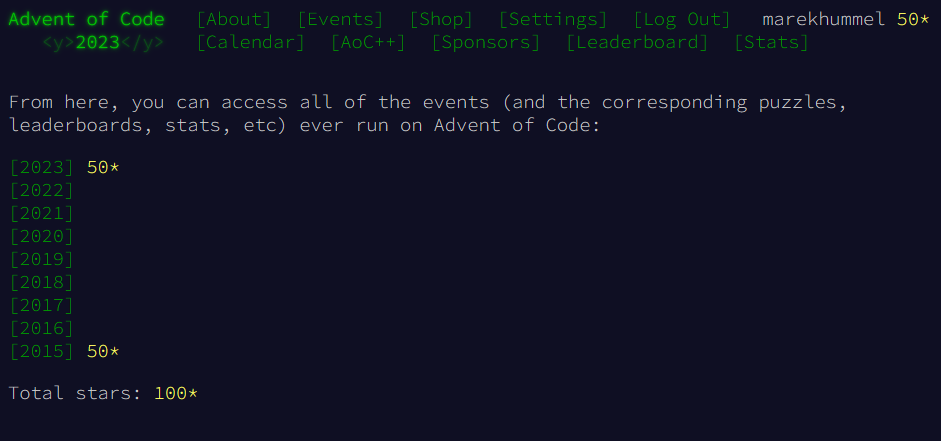 Advent of Code [About] [Events] [Shop] [Settings] [Log Out] marekhummel 50*
<y>2023</y> [Calendar] [AoC++] [Sponsors] [Leaderboard] [Stats]
From here, you can access all of the events (and the corresponding puzzles,
leaderboards, stats, etc) ever run on Advent of Code:
[2023] 50*
[2022]
[2021]
[2020]
[2019]
[2018]
[2017]
[2016]
[2015] 50*
Total stars: 100*